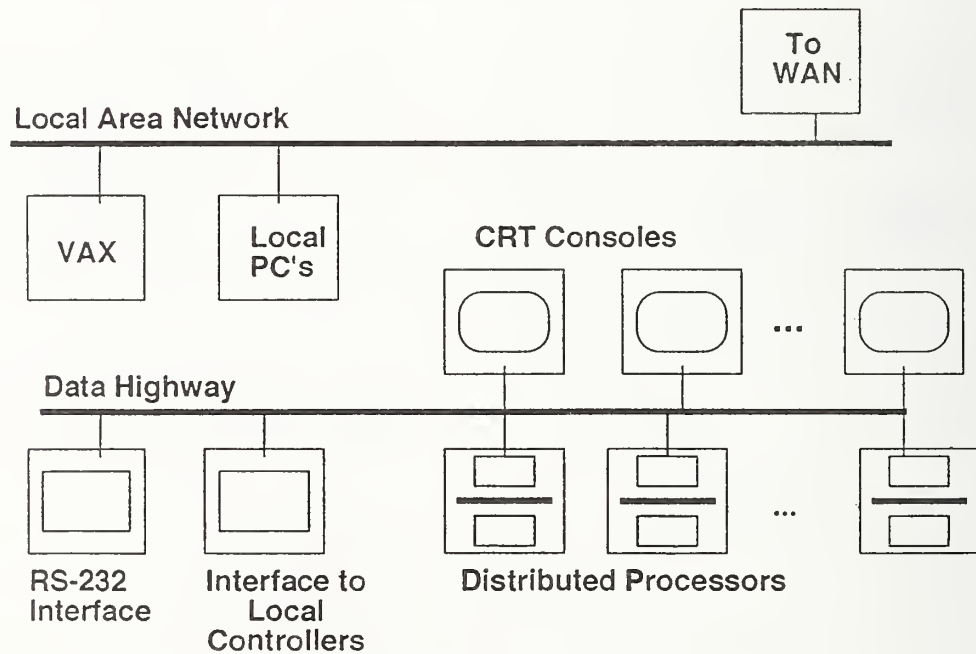 To
WAN
Local Area Network
VAX
Local
PC's
CRT Consoles
...
Data Highway
...
RS-232
Interface
Interface to
Local
Controllers
Distributed Processors